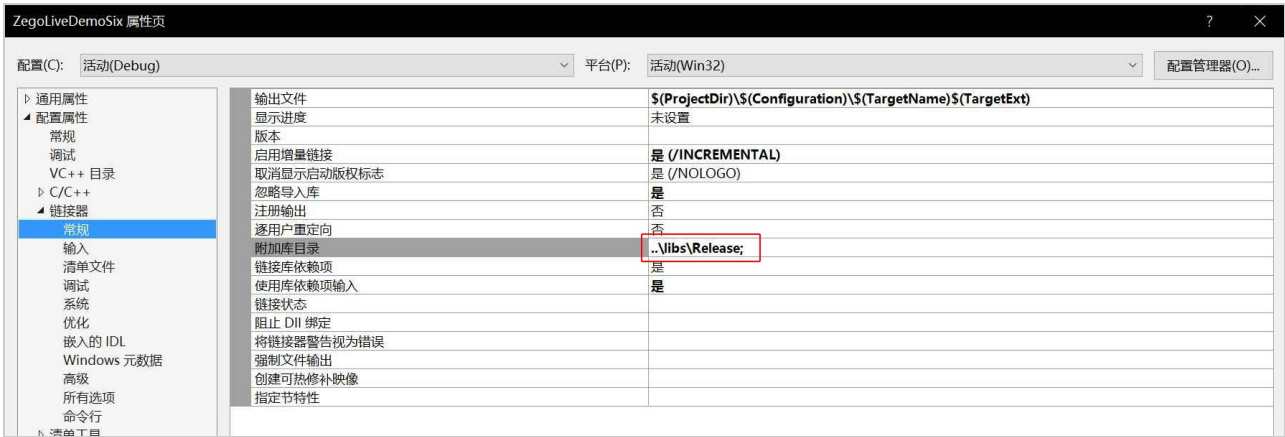 ZegoLiveDemoSix 属性页
配置(C): 活动(Debug) 平台(P): 活动(Win32) 配置管理器(O)...
通用属性
配置属性
常规
调试
VC++ 目录
C/C++
链接器
常规
输入
清单文件
调试
系统
优化
嵌入的 IDL
Windows 元数据
高级
所有选项
命令行
清单工具
输出文件 $(ProjectDir)\$(Configuration)\$(TargetName)$(TargetExt)
显示进度 未设置
版本
启用增量链接 是 (/INCREMENTAL)
取消显示启动版权标志 是 (/NOLOGO)
忽略导入库 是
注册输出 否
逐用户重定向 否
附加库目录 ..\libs\Release;
链接库依赖项 是
使用库依赖项输入 是
链接状态
阻止 Dll 绑定
将链接器警告视为错误
强制文件输出
创建可热修补映像
指定节特性